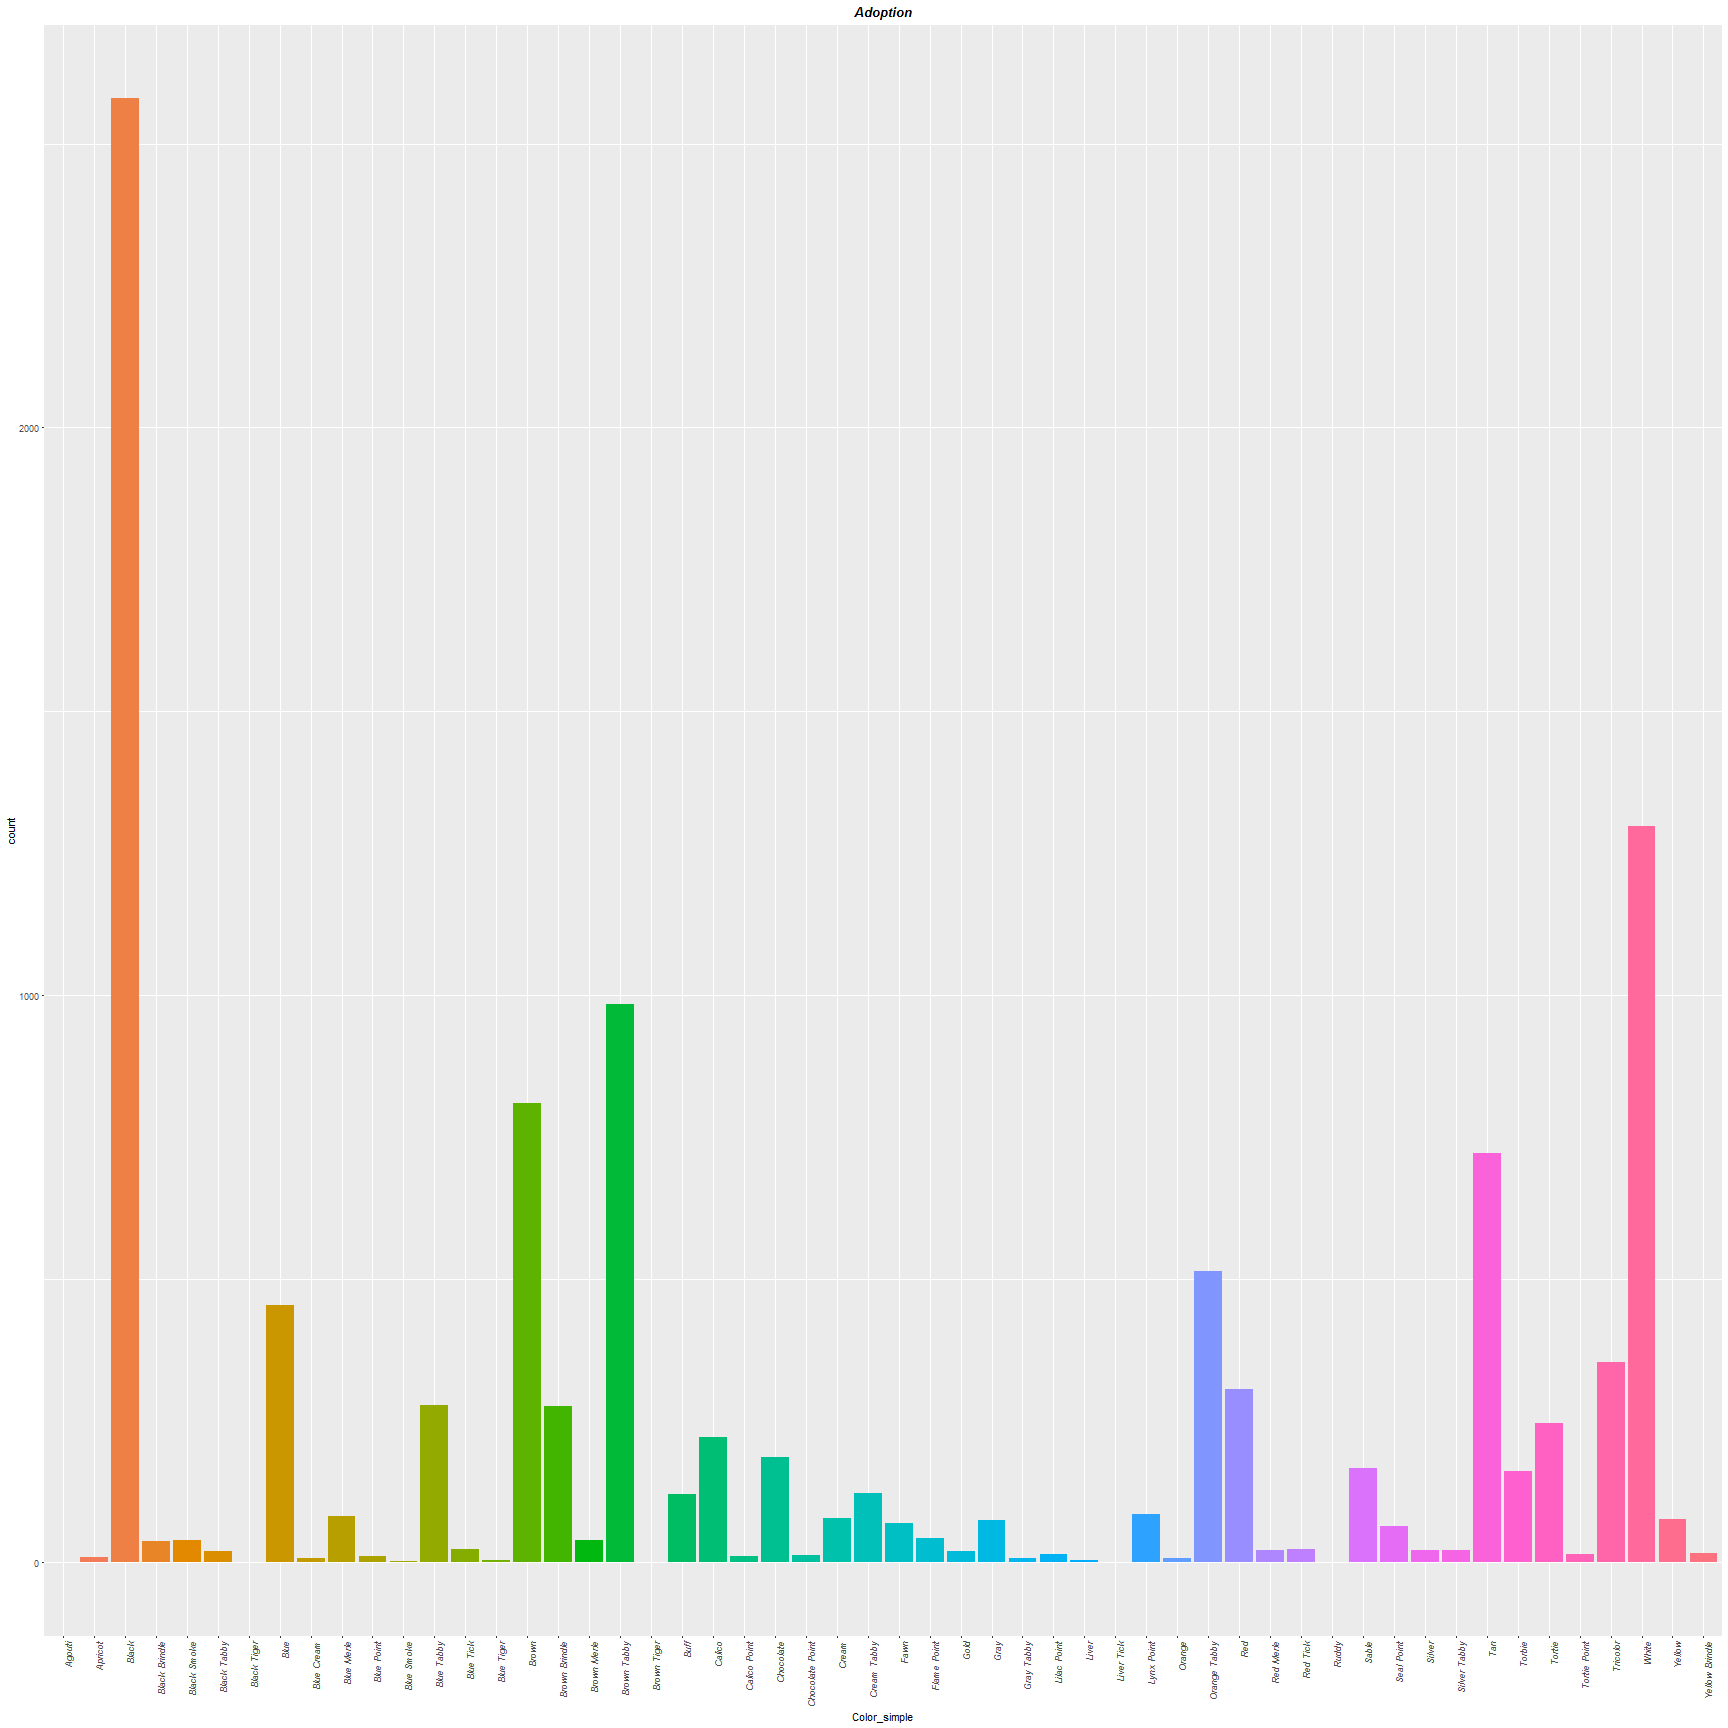 Adoption
2000
1000
0
count
Agouti
Apricot
Black
Black Brindle
Black Smoke
Black Tabby
Black Tiger
Blue
Blue Cream
Blue Merle
Blue Point
Blue Smoke
Blue Tabby
Blue Tick
Blue Tiger
Brown
Brown Brindle
Brown Merle
Brown Tabby
Brown Tiger
Buff
Calico
Calico Point
Chocolate
Chocolate Point
Cream
Cream Tabby
Fawn
Flame Point
Gold
Gray
Gray Tabby
Lilac Point
Liver
Liver Tick
Lynx Point
Orange
Orange Tabby
Red
Red Merle
Red Tick
Ruddy
Sable
Seal Point
Silver
Silver Tabby
Tan
Torbie
Tortie
Tortie Point
Tricolor
White
Yellow
Yellow Brindle
Color_simple